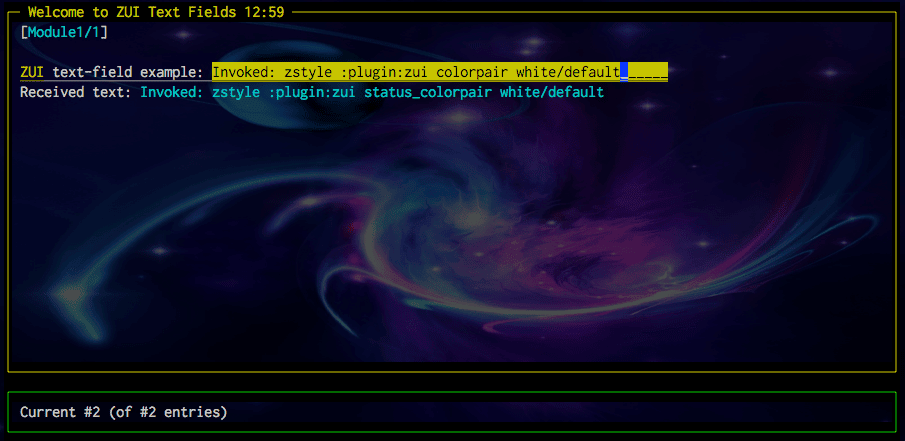 Welcome to ZUI Text Fields 12:59
[Module1/1]
ZUI text-field example: Invoked: zstyle :plugin:zui colorpair white/default______
Received text: Invoked: zstyle :plugin:zui status_colorpair white/default
Current #2 (of #2 entries)